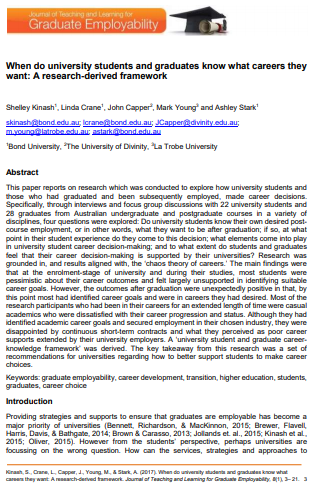 Journal of Teaching and Learning for
Graduate Employability
When do university students and graduates know what careers they
want: A research-derived framework
Shelley Kinash¹, Linda Crane¹, John Capper², Mark Young³ and Ashley Stark¹
skinash@bond.edu.au; lcrane@bond.edu.au; JCapper@divinity.edu.au;
m.young@latrobe.edu.au; astark@bond.edu.au
¹Bond University, ²The University of Divinity, ³La Trobe University
Abstract
This paper reports on research which was conducted to explore how university students and
those who had graduated and been subsequently employed, made career decisions.
Specifically, through interviews and focus group discussions with 22 university students and
28 graduates from Australian undergraduate and postgraduate courses in a variety of
disciplines, four questions were explored. Do university students know their own desired post-
course employment, or in other words, what they want to be after graduation; if so, at what
point in their student experience do they come to this decision; what elements come into play
in university student career decision-making; and to what extent do students and graduates
feel that their career decision-making is supported by their universities? Research was
grounded in, and results aligned with, the 'chaos theory of careers.' The main findings were
that at the enrolment-stage of university and during their studies, most students were
pessimistic about their career outcomes and felt largely unsupported in identifying suitable
career goals. However, the outcomes after graduation were unexpectedly positive in that, by
this point most had identified career goals and were in careers they had desired. Most of the
research participants who had been in their careers for an extended length of time were casual
academics who were dissatisfied with their career progression and status. Although they had
identified academic career goals and secured employment in their chosen industry, they were
disappointed by continuous short-term contracts and what they perceived as poor career
supports extended by their university employers. A 'university student and graduate career-
knowledge framework' was derived. The key takeaway from this research was a set of
recommendations for universities regarding how to better support students to make career
choices.
Keywords: graduate employability, career development, transition, higher education, students,
graduates, career choice
Introduction
Providing strategies and supports to ensure that graduates are employable has become a
major priority of universities (Bennett, Richardson, & MacKinnon, 2015; Brewer, Flavell,
Harris, Davis, & Bathgate, 2014; Brown & Carasso, 2013; Jollands et. al., 2015; Kinash et al.,
2015; Oliver, 2015). However from the students' perspective, perhaps universities are
focussing on the wrong question. How can the services, strategies and approaches to
Kinash, S., Crane, L., Capper, J., Young, M., & Stark, A. (2017). When do university students and graduates know what
careers they want: A research-derived framework. Journal of Teaching and Learning for Graduate Employability, 8(1), 3– 21. 3